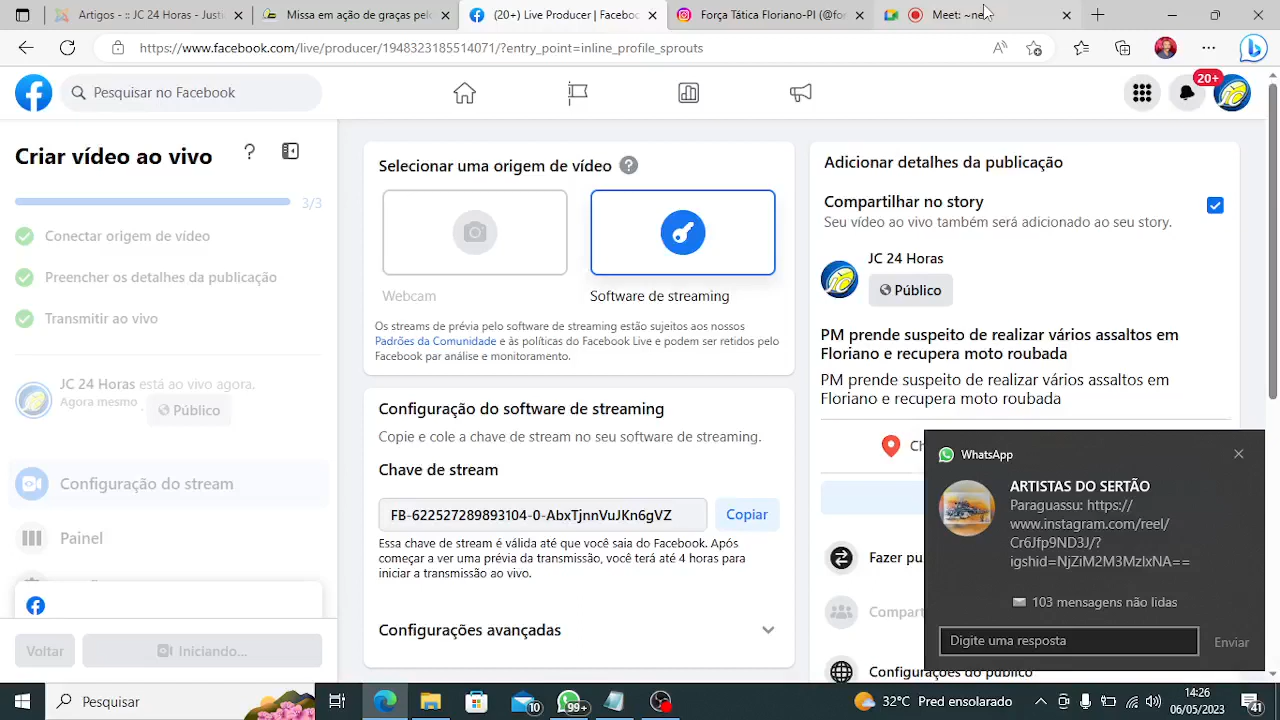 JC 24 Horas - As Notícias d
Missa em ação de graças pel
(20+) Live Producer | Faceboo
Força Tática Floriano-PI (@for
Meet
https://www.facebook.com/live/producer/1948323185514071/?entry_point=inline_profile_sprouts
Pesquisar no Facebook
20+
Criar vídeo ao vivo
3/3
Conectar origem de vídeo
Preencher os detalhes da publicação
Transmitir ao vivo
JC 24 Horas está ao vivo agora.
Agora mesmo ·
Público
Configuração do stream
Painel
Voltar
Iniciando...
Selecionar uma origem de vídeo
Webcam
Software de streaming
Os streams de prévia pelo software de streaming estão sujeitos aos nossos
Padrões da Comunidade e às políticas do Facebook Live e podem ser retidos pelo
Facebook par análise e monitoramento.
Configuração do software de streaming
Copie e cole a chave de stream no seu software de streaming.
Chave de stream
FB-622527289893104-0-AbxTjnnVuJKn6gVZ
Copiar
Essa chave de stream é válida até que você saia do Facebook. Após
começar a ver uma prévia da transmissão, você terá até 4 horas para
iniciar a transmissão ao vivo.
Configurações avançadas
Adicionar detalhes da publicação
Compartilhar no story
Seu vídeo ao vivo também será adicionado ao seu story.
JC 24 Horas
Público
PM prende suspeito de realizar vários assaltos em
Floriano e recupera moto roubada
PM prende suspeito de realizar vários assaltos em
Floriano e recupera moto roubada
Ch
Fazer pu
Compart
Configurações do público
WhatsApp
ARTISTAS DO SERTÃO
Paraguassu: https://
www.instagram.com/reel/
Cr6Jfp9ND3J/?
igshid=NjZiM2M3MzIxNA==
103 mensagens não lidas
Digite uma resposta
Enviar
Pesquisar
10
99+
32°C Pred ensolarado
14:26
06/05/2023
41